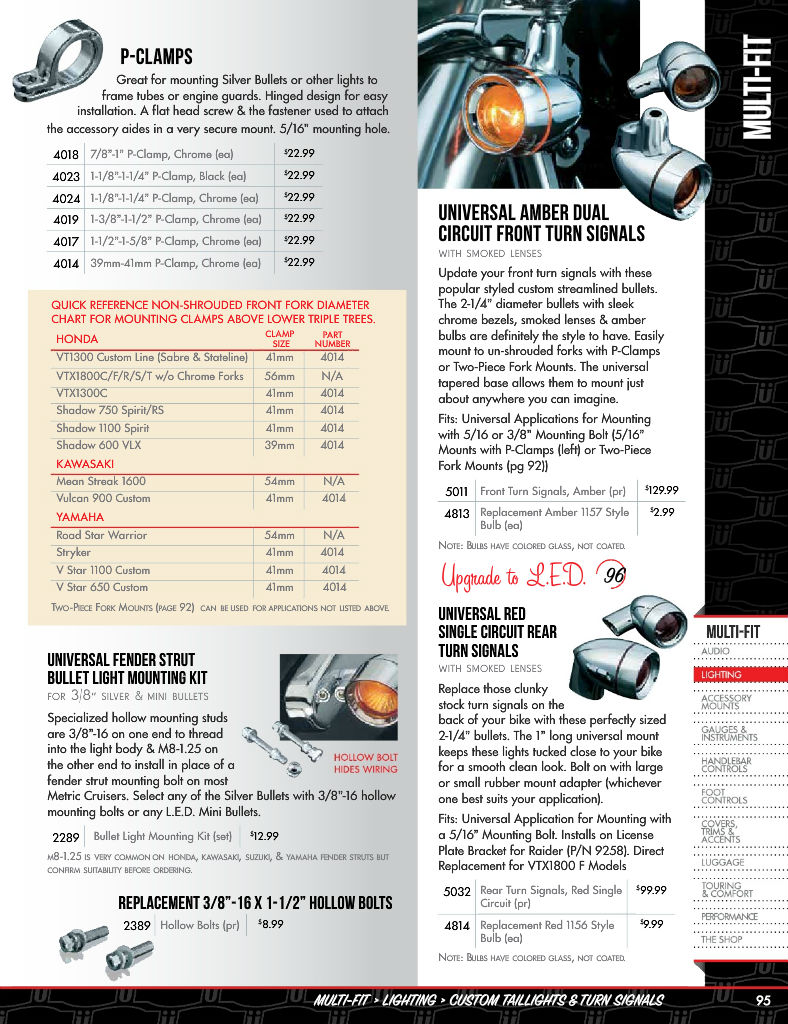 P-CLAMPS
Great for mounting Silver Bullets or other lights to
frame tubes or engine guards. Hinged design for easy
installation. A flat head screw & the fastener used to attach
the accessory aides in a very secure mount. 5/16" mounting hole.
4018 7/8"-1" P-Clamp, Chrome (ea) $22.99
4023 1-1/8"-1-1/4" P-Clamp, Black (ea) $22.99
4024 1-1/8"-1-1/4" P-Clamp, Chrome (ea) $22.99
4019 1-3/8"-1-1/2" P-Clamp, Chrome (ea) $22.99
4017 1-1/2"-1-5/8" P-Clamp, Chrome (ea) $22.99
4014 39mm-41mm P-Clamp, Chrome (ea) $22.99
QUICK REFERENCE NON-SHROUDED FRONT FORK DIAMETER
CHART FOR MOUNTING CLAMPS ABOVE LOWER TRIPLE TREES.
HONDA CLAMP SIZE PART NUMBER
VT1300 Custom Line (Sabre & Stateline) 41mm 4014
VTX1800C/F/R/S/T w/o Chrome Forks 56mm N/A
VTX1300C 41mm 4014
Shadow 750 Spirit/RS 41mm 4014
Shadow 1100 Spirit 41mm 4014
Shadow 600 VLX 39mm 4014
KAWASAKI
Mean Streak 1600 54mm N/A
Vulcan 900 Custom 41mm 4014
YAMAHA
Road Star Warrior 54mm N/A
Stryker 41mm 4014
V Star 1100 Custom 41mm 4014
V Star 650 Custom 41mm 4014
TWO-PIECE FORK MOUNTS (PAGE 92) CAN BE USED FOR APPLICATIONS NOT LISTED ABOVE.
UNIVERSAL FENDER STRUT
BULLET LIGHT MOUNTING KIT
FOR 3/8" SILVER & MINI BULLETS
Specialized hollow mounting studs
are 3/8"-16 on one end to thread
into the light body & M8-1.25 on
the other end to install in place of a
fender strut mounting bolt on most
Metric Cruisers. Select any of the Silver Bullets with 3/8"-16 hollow
mounting bolts or any L.E.D. Mini Bullets.
HOLLOW BOLT
HIDES WIRING
2289 Bullet Light Mounting Kit (set) $12.99
M8-1.25 IS VERY COMMON ON HONDA, KAWASAKI, SUZUKI, & YAMAHA FENDER STRUTS BUT
CONFIRM SUITABILITY BEFORE ORDERING.
REPLACEMENT 3/8"-16 X 1-1/2" HOLLOW BOLTS
2389 Hollow Bolts (pr) $8.99
UNIVERSAL AMBER DUAL
CIRCUIT FRONT TURN SIGNALS
WITH SMOKED LENSES
Update your front turn signals with these
popular styled custom streamlined bullets.
The 2-1/4" diameter bullets with sleek
chrome bezels, smoked lenses & amber
bulbs are definitely the style to have. Easily
mount to un-shrouded forks with P-Clamps
or Two-Piece Fork Mounts. The universal
tapered base allows them to mount just
about anywhere you can imagine.
Fits: Universal Applications for Mounting
with 5/16 or 3/8" Mounting Bolt (5/16"
Mounts with P-Clamps (left) or Two-Piece
Fork Mounts (pg 92))
5011 Front Turn Signals, Amber (pr) $129.99
4813 Replacement Amber 1157 Style $2.99
Bulb (ea)
NOTE: BULBS HAVE COLORED GLASS, NOT COATED.
Upgrade to L.E.D. 96
UNIVERSAL RED
SINGLE CIRCUIT REAR
TURN SIGNALS
WITH SMOKED LENSES
Replace those clunky
stock turn signals on the
back of your bike with these perfectly sized
2-1/4" bullets. The 1" long universal mount
keeps these lights tucked close to your bike
for a smooth clean look. Bolt on with large
or small rubber mount adapter (whichever
one best suits your application).
Fits: Universal Application for Mounting with
a 5/16" Mounting Bolt. Installs on License
Plate Bracket for Raider (P/N 9258). Direct
Replacement for VTX1800 F Models
5032 Rear Turn Signals, Red Single $99.99
Circuit (pr)
4814 Replacement Red 1156 Style $9.99
Bulb (ea)
NOTE: BULBS HAVE COLORED GLASS, NOT COATED.
MULTI-FIT
MULTI-FIT
AUDIO
LIGHTING
ACCESSORY
MOUNTS
GAUGES &
INSTRUMENTS
HANDLEBAR
CONTROLS
FOOT
CONTROLS
COVERS,
TRIMS &
ACCENTS
LUGGAGE
TOURING
& COMFORT
PERFORMANCE
THE SHOP
MULTI-FIT > LIGHTING > CUSTOM TAILLIGHTS & TURN SIGNALS 95